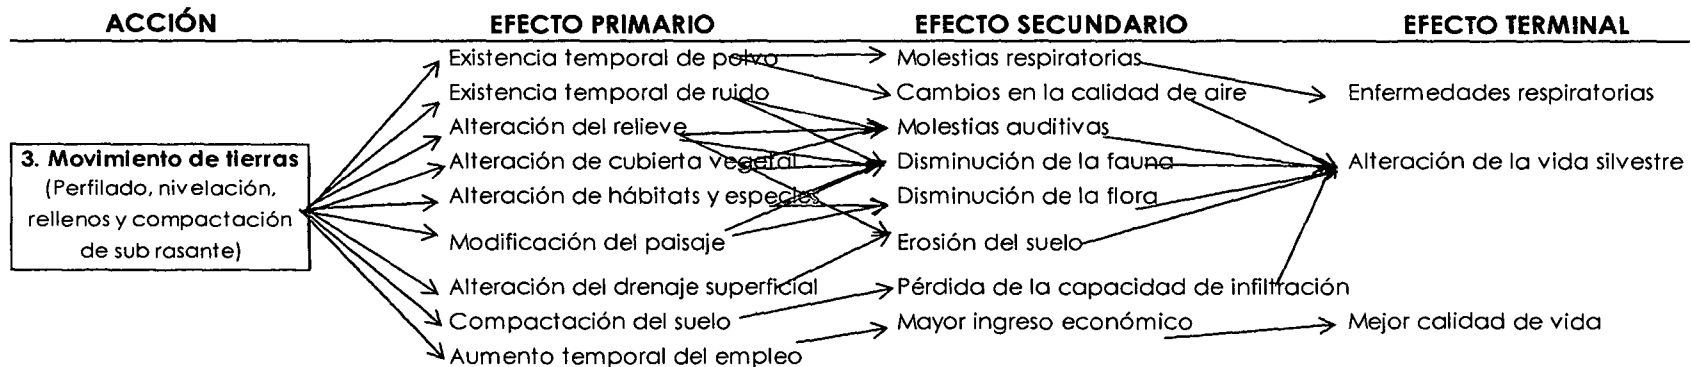 ACCIÓN EFECTO PRIMARIO EFECTO SECUNDARIO EFECTO TERMINAL
3. Movimiento de tierras
(Perfilado, nivelación,
rellenos y compactación
de sub rasante)
Existencia temporal de polvo
Existencia temporal de ruido
Alteración del relieve
Alteración de cubierta vegetal
Alteración de hábitats y especies
Modificación del paisaje
Alteración del drenaje superficial
Compactación del suelo
Aumento temporal del empleo
Molestias respiratorias
Cambios en la calidad de aire
Molestias auditivas
Disminución de la fauna
Disminución de la flora
Erosión del suelo
Pérdida de la capacidad de infiltración
Mayor ingreso económico
Enfermedades respiratorias
Alteración de la vida silvestre
Mejor calidad de vida